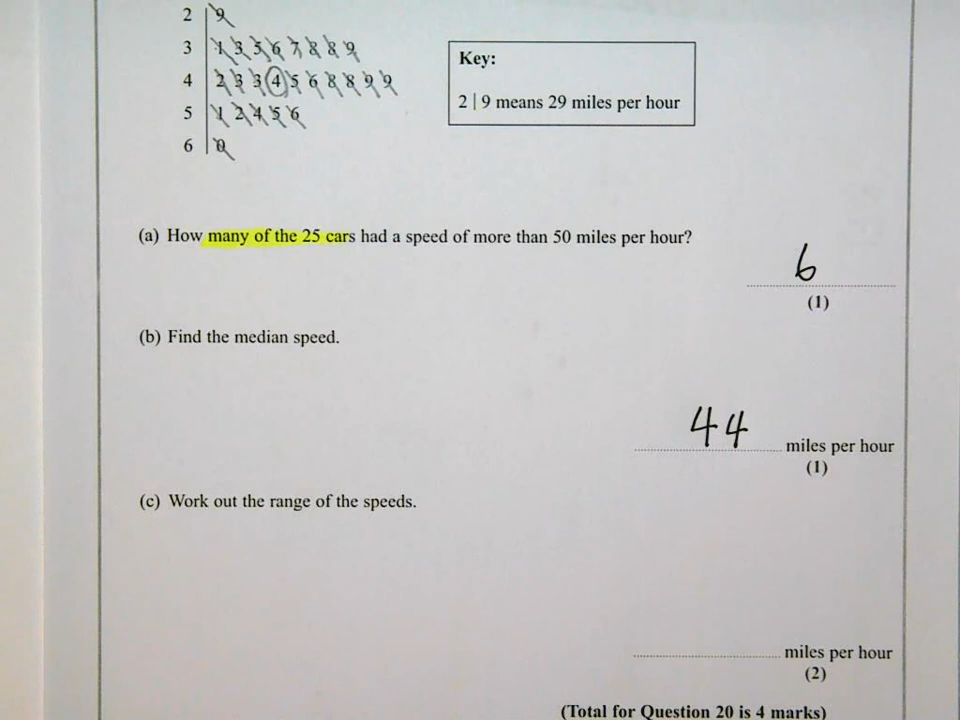 2 | 9
3 | 1 3 5 6 7 8 8 9
4 | 2 3 3 4 5 6 8 8 9 9
5 | 1 2 4 5 6
6 | 0
Key:
2 | 9 means 29 miles per hour
(a) How many of the 25 cars had a speed of more than 50 miles per hour?
6
(1)
(b) Find the median speed.
44 miles per hour
(1)
(c) Work out the range of the speeds.
miles per hour
(2)
(Total for Question 20 is 4 marks)